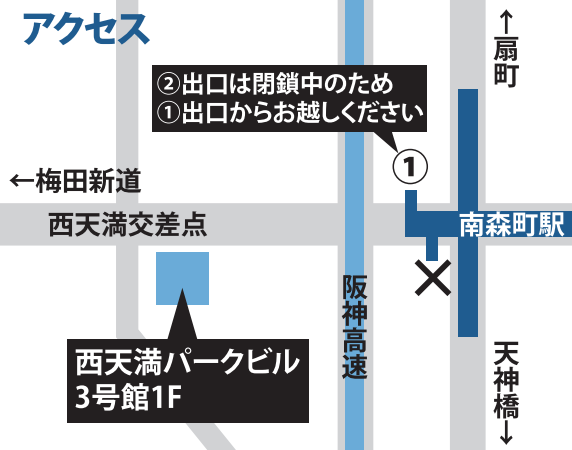 アクセス
↑
扇町
②出口は閉鎖中のため
①出口からお越しください
1
←梅田新道
西天満交差点
南森町駅
阪神高速
西天満パークビル
3号館1F
天神橋
↓